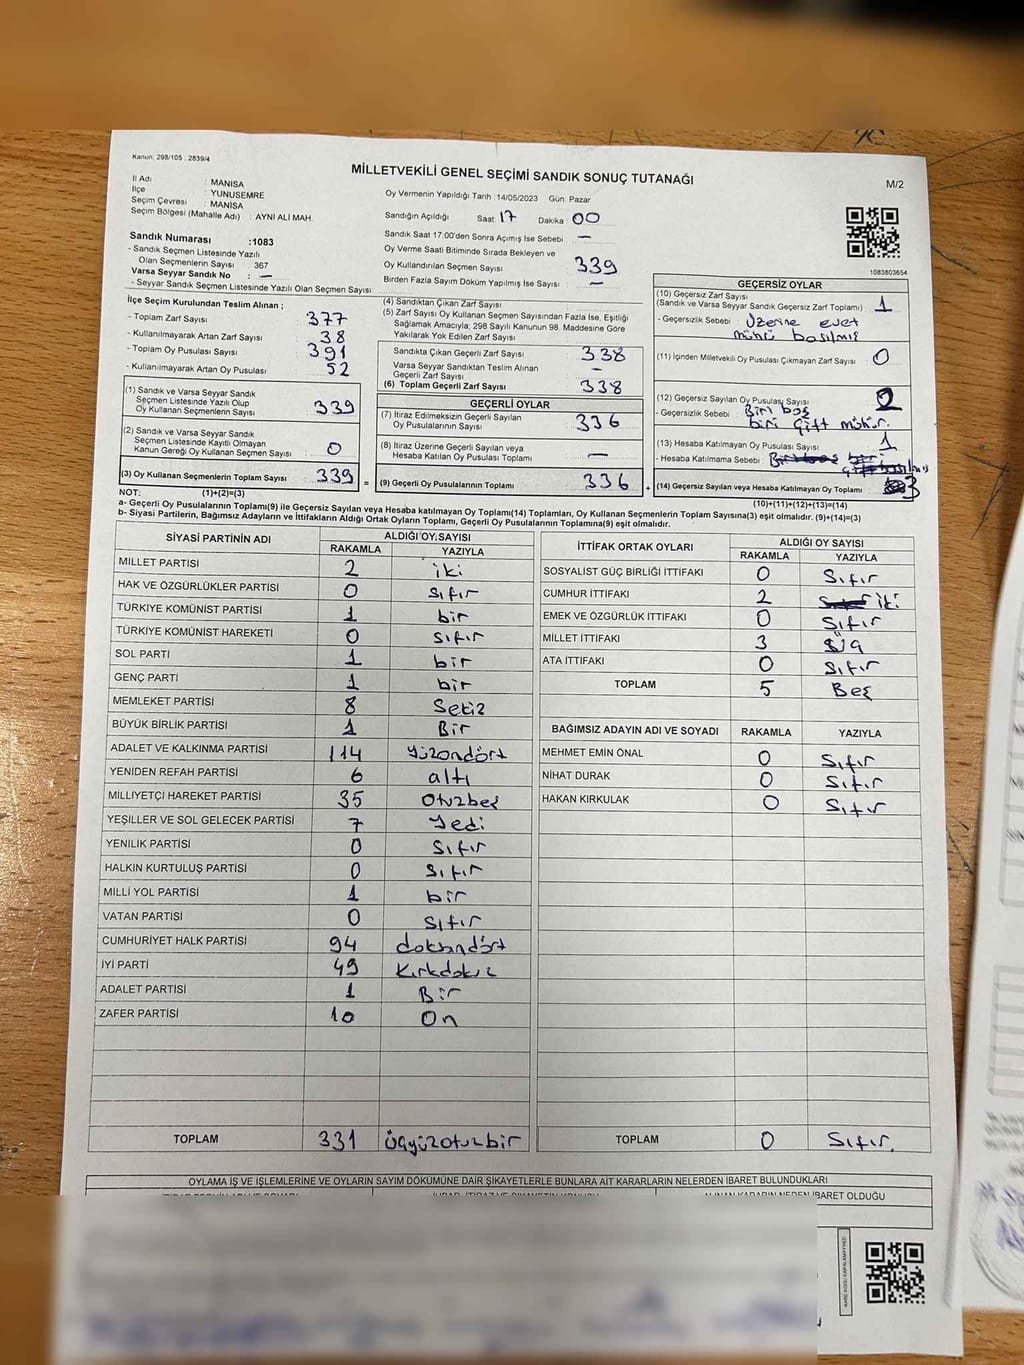 Kanun: 298/105 , 2839/4
MİLLETVEKİLİ GENEL SEÇİMİ SANDIK SONUÇ TUTANAĞI
M/2
İl Adı : MANİSA
İlçe : YUNUSEMRE
Seçim Çevresi : MANİSA
Seçim Bölgesi (Mahalle Adı) : AYNİ ALİ MAH.
Oy Vermenin Yapıldığı Tarih :14/05/2023 Gün: Pazar
Sandığın Açıldığı Saat 17 Dakika 00
Sandık Saat 17:00'den Sonra Açımış İse Sebebi : —
Oy Verme Saati Bitiminde Sırada Bekleyen ve
Oy Kullandırılan Seçmen Sayısı 339
Birden Fazla Sayım Döküm Yapılmış İse Sayısı : —
1083803654
Sandık Numarası :1083
- Sandık Seçmen Listesinde Yazılı
Olan Seçmenlerin Sayısı : 367
Varsa Seyyar Sandık No : —
- Seyyar Sandık Seçmen Listesinde Yazılı Olan Seçmen Sayısı:
İlçe Seçim Kurulundan Teslim Alınan ;
- Toplam Zarf Sayısı : 377
- Kullanılmayarak Artan Zarf Sayısı : 38
- Toplam Oy Pusulası Sayısı : 391
- Kullanılmayarak Artan Oy Pusulası : 52
(1) Sandık ve Varsa Seyyar Sandık
Seçmen Listesinde Yazılı Olup
Oy Kullanan Seçmenlerin Sayısı : 339
(2) Sandık ve Varsa Seyyar Sandık
Seçmen Listesinde Kayıtlı Olmayan
Kanun Gereği Oy Kullanan Seçmen Sayısı : 0
(3) Oy Kullanan Seçmenlerin Toplam Sayısı : 339 =
(4) Sandıktan Çıkan Zarf Sayısı :
(5) Zarf Sayısı Oy Kullanan Seçmen Sayısından Fazla İse, Eşitliği
Sağlamak Amacıyla; 298 Sayılı Kanunun 98. Maddesine Göre
Yakılarak Yok Edilen Zarf Sayısı :
Sandıkta Çıkan Geçerli Zarf Sayısı : 338
Varsa Seyyar Sandıktan Teslim Alınan
Geçerli Zarf Sayısı : —
(6) Toplam Geçerli Zarf Sayısı : 338
GEÇERLİ OYLAR
(7) İtiraz Edilmeksizin Geçerli Sayılan
Oy Pusulalarının Sayısı : 336
(8) İtiraz Üzerine Geçerli Sayılan veya
Hesaba Katılan Oy Pusulası Toplamı : —
(9) Geçerli Oy Pusulalarının Toplamı : 336 +
GEÇERSİZ OYLAR
(10) Geçersiz Zarf Sayısı
(Sandık ve Varsa Seyyar Sandık Geçersiz Zarf Toplamı) : 1
- Geçersizlik Sebebi : Üzerine evet
mührü basılmış
(11) İçinden Milletvekili Oy Pusulası Çıkmayan Zarf Sayısı : 0
(12) Geçersiz Sayılan Oy Pusulası Sayısı : 2
- Geçersizlik Sebebi : Biri boş
biri çift mühür.
(13) Hesaba Katılmayan Oy Pusulası Sayısı : 1
- Hesaba Katılmama Sebebi :
(14) Geçersiz Sayılan veya Hesaba Katılmayan Oy Toplamı : 3
NOT: (1)+(2)=(3) (10)+(11)+(12)+(13)=(14)
a- Geçerli Oy Pusulalarının Toplamı(9) ile Geçersiz Sayılan veya Hesaba katılmayan Oy Toplamı(14) Toplamları, Oy Kullanan Seçmenlerin Toplam Sayısına(3) eşit olmalıdır. (9)+(14)=(3)
b- Siyasi Partilerin, Bağımsız Adayların ve İttifakların Aldığı Ortak Oyların Toplamı, Geçerli Oy Pusulalarının Toplamına(9) eşit olmalıdır.
SİYASİ PARTİNİN ADI ALDIĞI OY SAYISI
RAKAMLA YAZIYLA
MİLLET PARTİSİ 2 iki
HAK VE ÖZGÜRLÜKLER PARTİSİ 0 sıfır
TÜRKİYE KOMÜNİST PARTİSİ 1 bir
TÜRKİYE KOMÜNİST HAREKETİ 0 sıfır
SOL PARTİ 1 bir
GENÇ PARTİ 1 bir
MEMLEKET PARTİSİ 8 Sekiz
BÜYÜK BİRLİK PARTİSİ 1 Bir
ADALET VE KALKINMA PARTİSİ 114 Yüzondört
YENİDEN REFAH PARTİSİ 6 altı
MİLLİYETÇİ HAREKET PARTİSİ 35 Otuzbeş
YEŞİLLER VE SOL GELECEK PARTİSİ 7 Yedi
YENİLİK PARTİSİ 0 Sıfır
HALKIN KURTULUŞ PARTİSİ 0 Sıfır
MİLLİ YOL PARTİSİ 1 bir
VATAN PARTİSİ 0 sıfır
CUMHURİYET HALK PARTİSİ 94 doksandört
İYİ PARTİ 49 Kırkdokuz
ADALET PARTİSİ 1 Bir
ZAFER PARTİSİ 10 On
TOPLAM 331 üçyüzotuzbir
İTTİFAK ORTAK OYLARI ALDIĞI OY SAYISI
RAKAMLA YAZIYLA
SOSYALİST GÜÇ BİRLİĞİ İTTİFAKI 0 Sıfır
CUMHUR İTTİFAKI 2 iki
EMEK VE ÖZGÜRLÜK İTTİFAKI 0 Sıfır
MİLLET İTTİFAKI 3 üç
ATA İTTİFAKI 0 Sıfır
TOPLAM 5 Beş
BAĞIMSIZ ADAYIN ADI VE SOYADI RAKAMLA YAZIYLA
MEHMET EMİN ÖNAL 0 Sıfır
NİHAT DURAK 0 Sıfır
HAKAN KIRKULAK 0 Sıfır
TOPLAM 0 Sıfır.
OYLAMA İŞ VE İŞLEMLERİNE VE OYLARIN SAYIM DÖKÜMÜNE DAİR ŞİKAYETLERLE BUNLARA AİT KARARLARIN NELERDEN İBARET BULUNDUKLARI
ALINAN KARARIN NEDEN İBARET OLDUĞU
KARE KODU KARALAMAYINIZ!